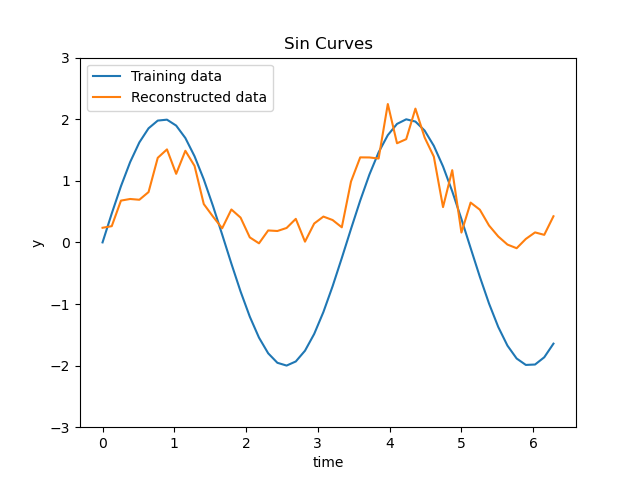 Sin Curves
Training data
Reconstructed data
3
2
1
0
−1
−2
−3
y
0 1 2 3 4 5 6
time